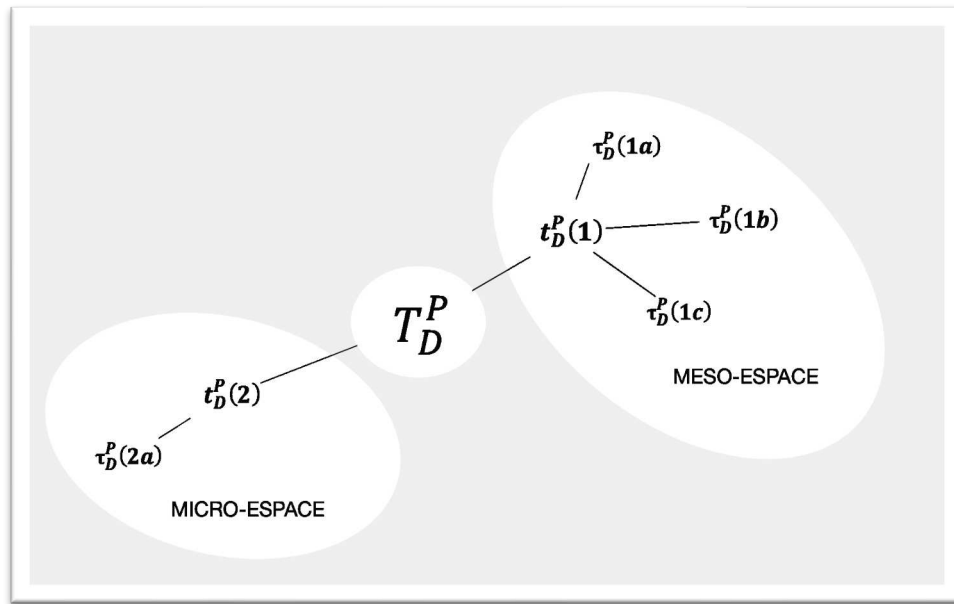 τ_D^P(1a)
t_D^P(1)
τ_D^P(1b)
τ_D^P(1c)
T_D^P
MESO-ESPACE
t_D^P(2)
τ_D^P(2a)
MICRO-ESPACE